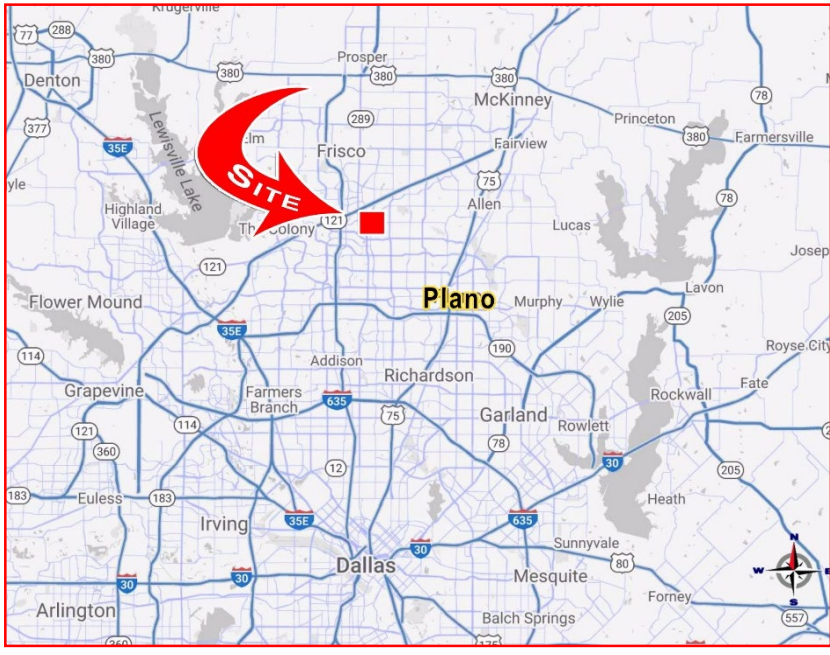 Krugerville
77
288
380
Prosper
380
380
380
Denton
McKinney
78
377
289
Princeton
380
Farmersville
35E
Lewisville Lake
Elm
Frisco
Fairview
yle
SITE
75
78
Highland
Village
The Colony
121
Allen
Lucas
121
Josep
Flower Mound
Plano
Murphy
Wylie
Lavon
35E
205
114
Addison
190
Royse City
Grapevine
Farmers
Branch
635
Richardson
Rockwall
Fate
75
Garland
121
114
Rowlett
360
78
12
30
205
183
Euless
183
Heath
Irving
35E
635
N
Dallas
30
Sunnyvale
80
W
E
30
30
Mesquite
S
Arlington
Forney
Balch Springs
557
360
175